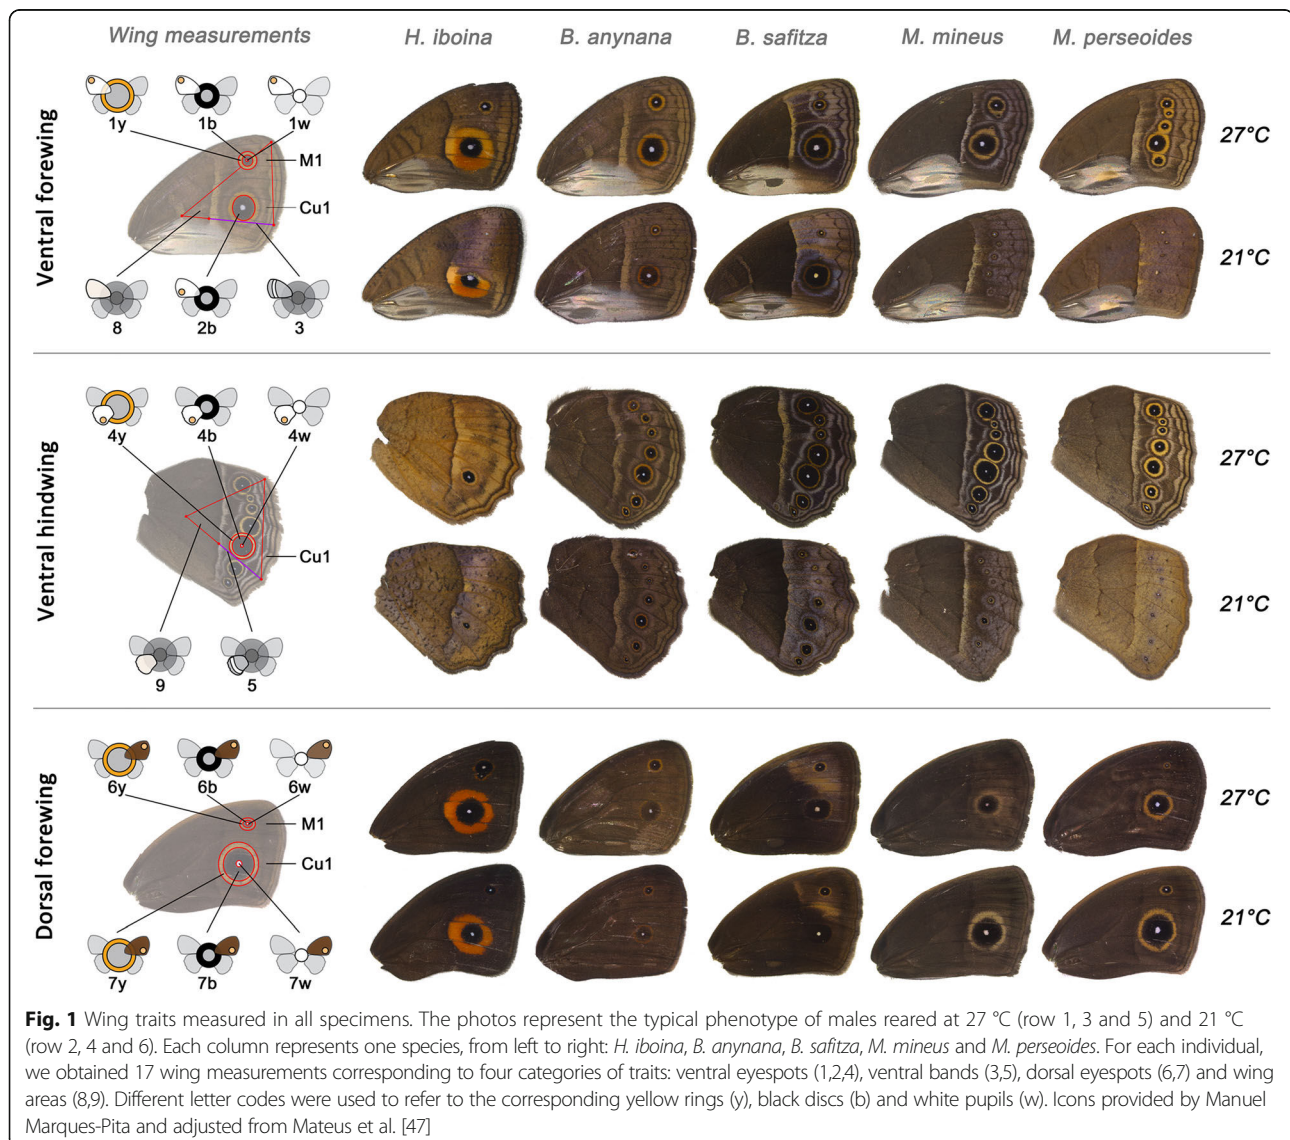 Wing measurements
H. iboina
B. anynana
B. safitza
M. mineus
M. perseoides
Ventral forewing
1y
1b
1w
M1
Cu1
8
2b
3
27°C
21°C
Ventral hindwing
4y
4b
4w
Cu1
9
5
27°C
21°C
Dorsal forewing
6y
6b
6w
M1
Cu1
7y
7b
7w
27°C
21°C
Fig. 1 Wing traits measured in all specimens. The photos represent the typical phenotype of males reared at 27 °C (row 1, 3 and 5) and 21 °C
(row 2, 4 and 6). Each column represents one species, from left to right: H. iboina, B. anynana, B. safitza, M. mineus and M. perseoides. For each individual,
we obtained 17 wing measurements corresponding to four categories of traits: ventral eyespots (1,2,4), ventral bands (3,5), dorsal eyespots (6,7) and wing
areas (8,9). Different letter codes were used to refer to the corresponding yellow rings (y), black discs (b) and white pupils (w). Icons provided by Manuel
Marques-Pita and adjusted from Mateus et al. [47]